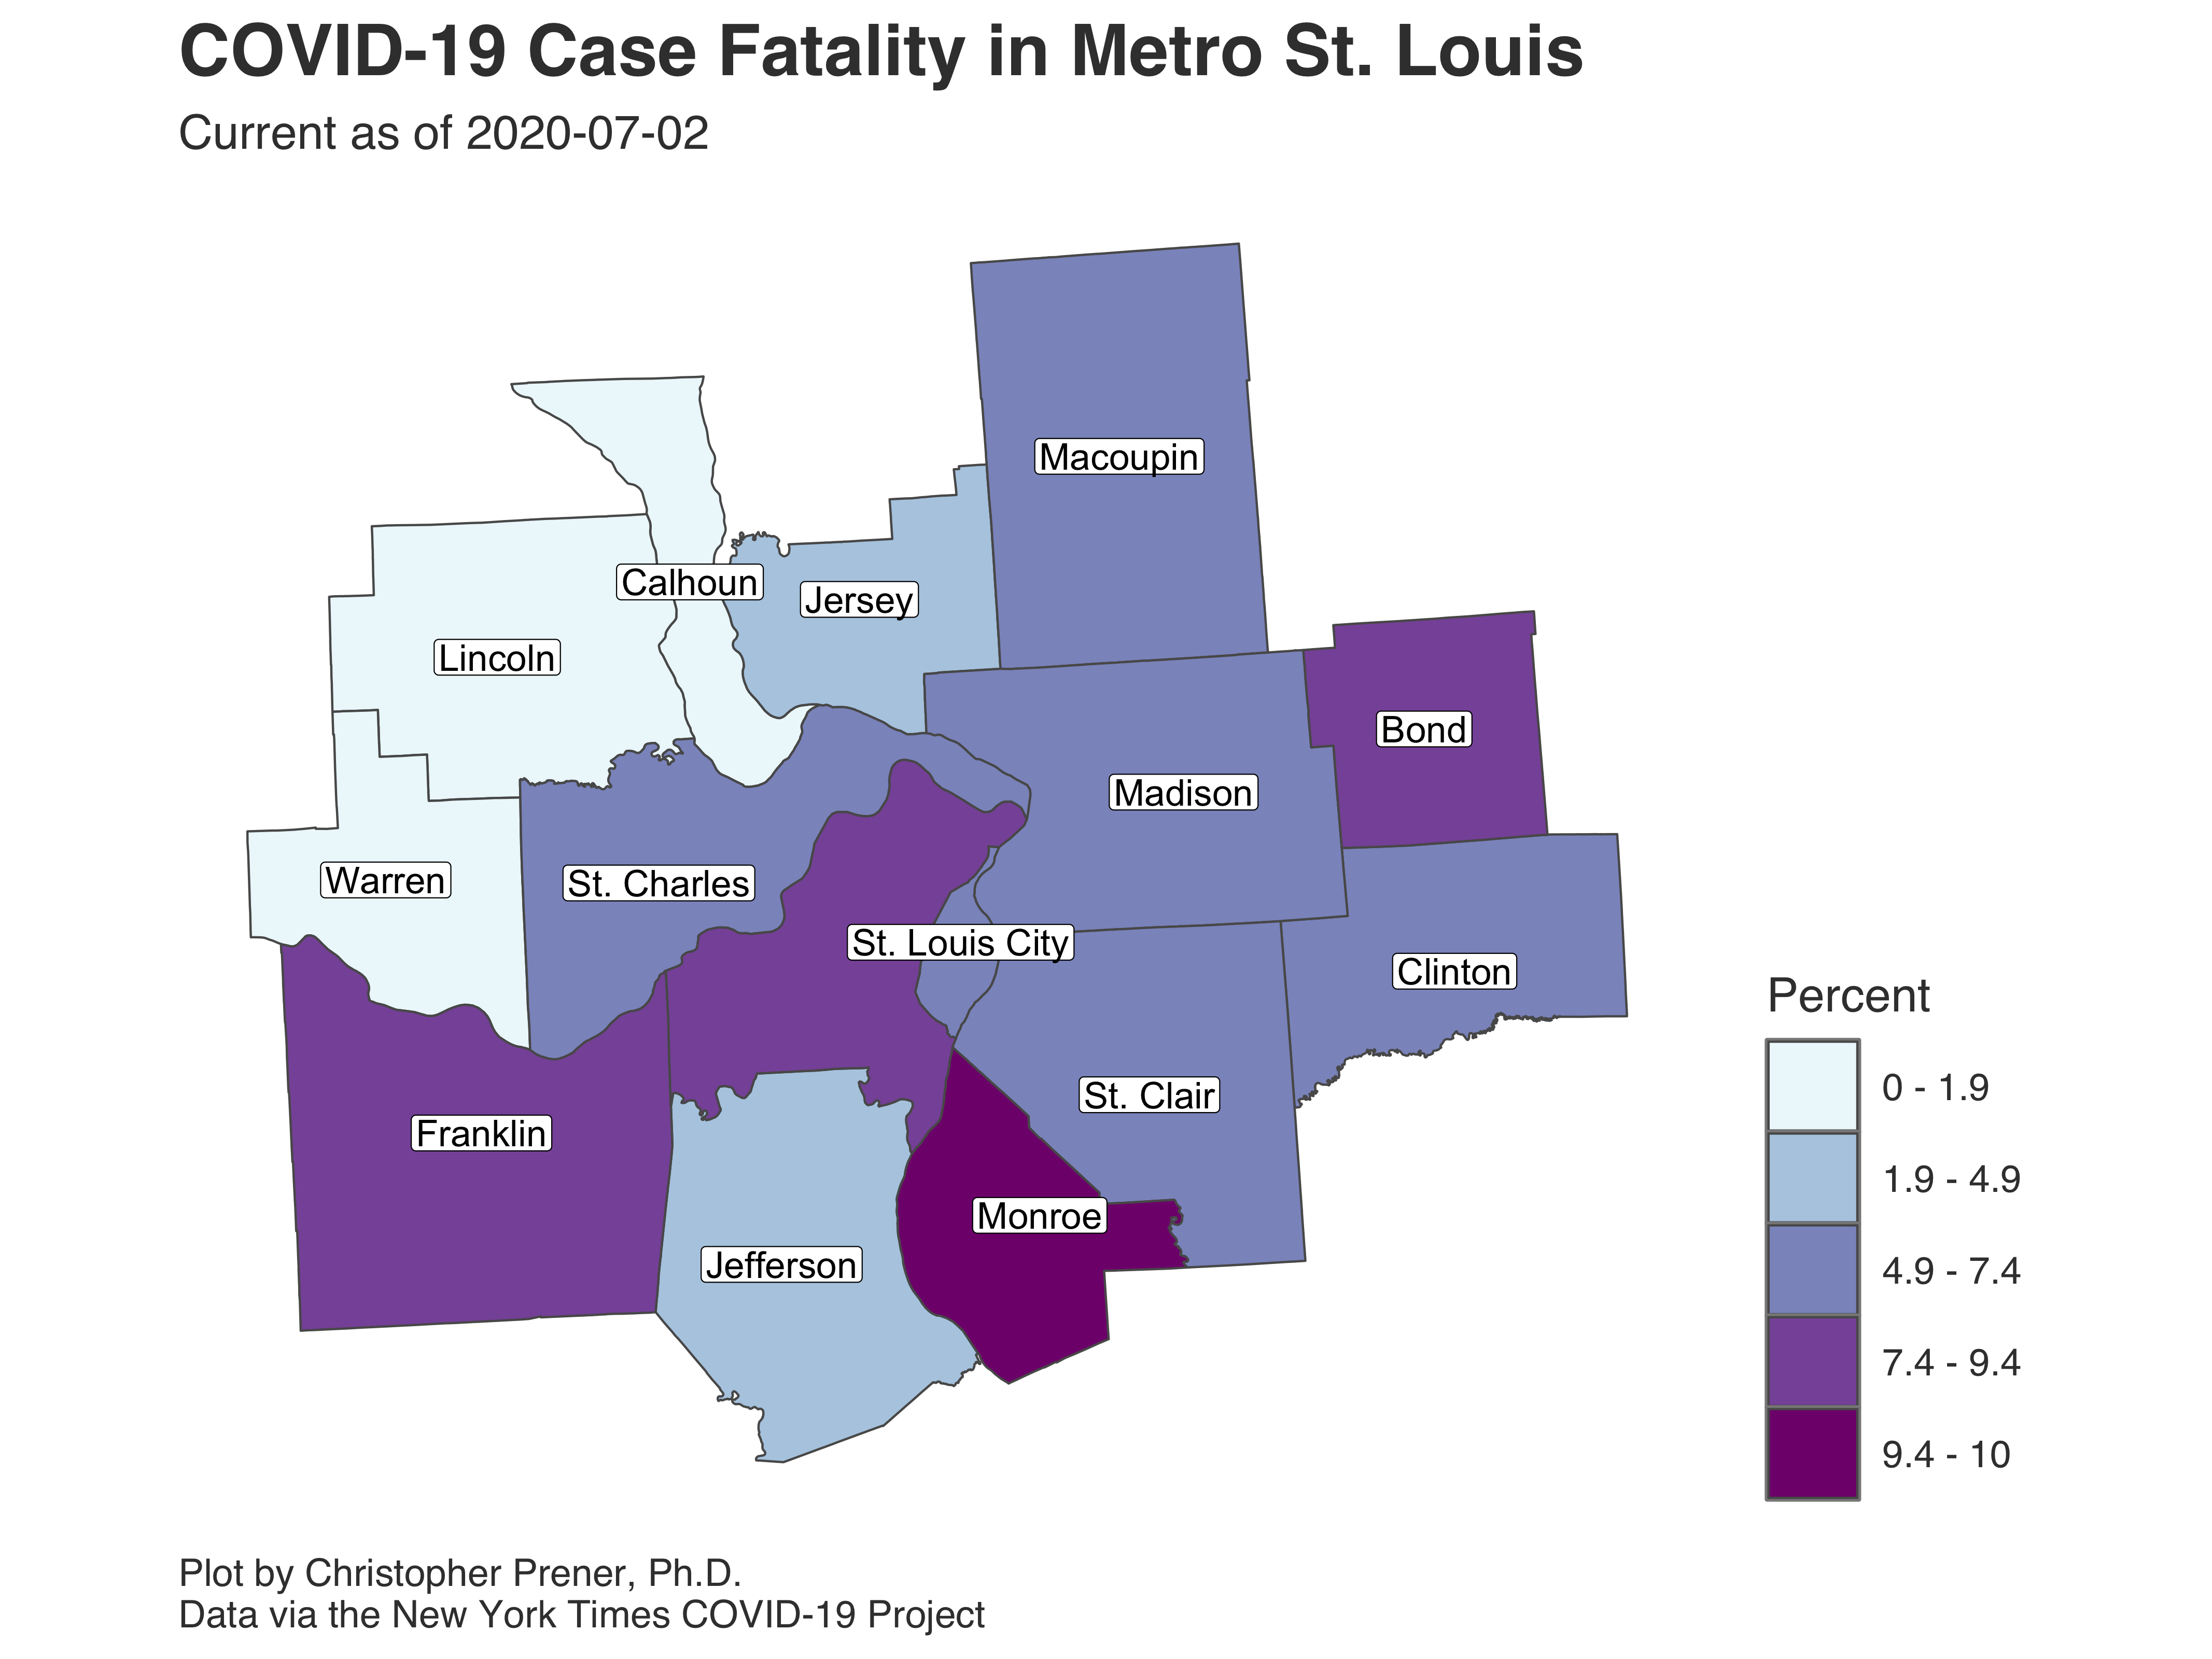 COVID-19 Case Fatality in Metro St. Louis
Current as of 2020-07-02
Macoupin
Calhoun
Jersey
Lincoln
Bond
Madison
Warren
St. Charles
St. Louis City
Clinton
St. Clair
Franklin
Monroe
Jefferson
Percent
0 - 1.9
1.9 - 4.9
4.9 - 7.4
7.4 - 9.4
9.4 - 10
Plot by Christopher Prener, Ph.D.
Data via the New York Times COVID-19 Project